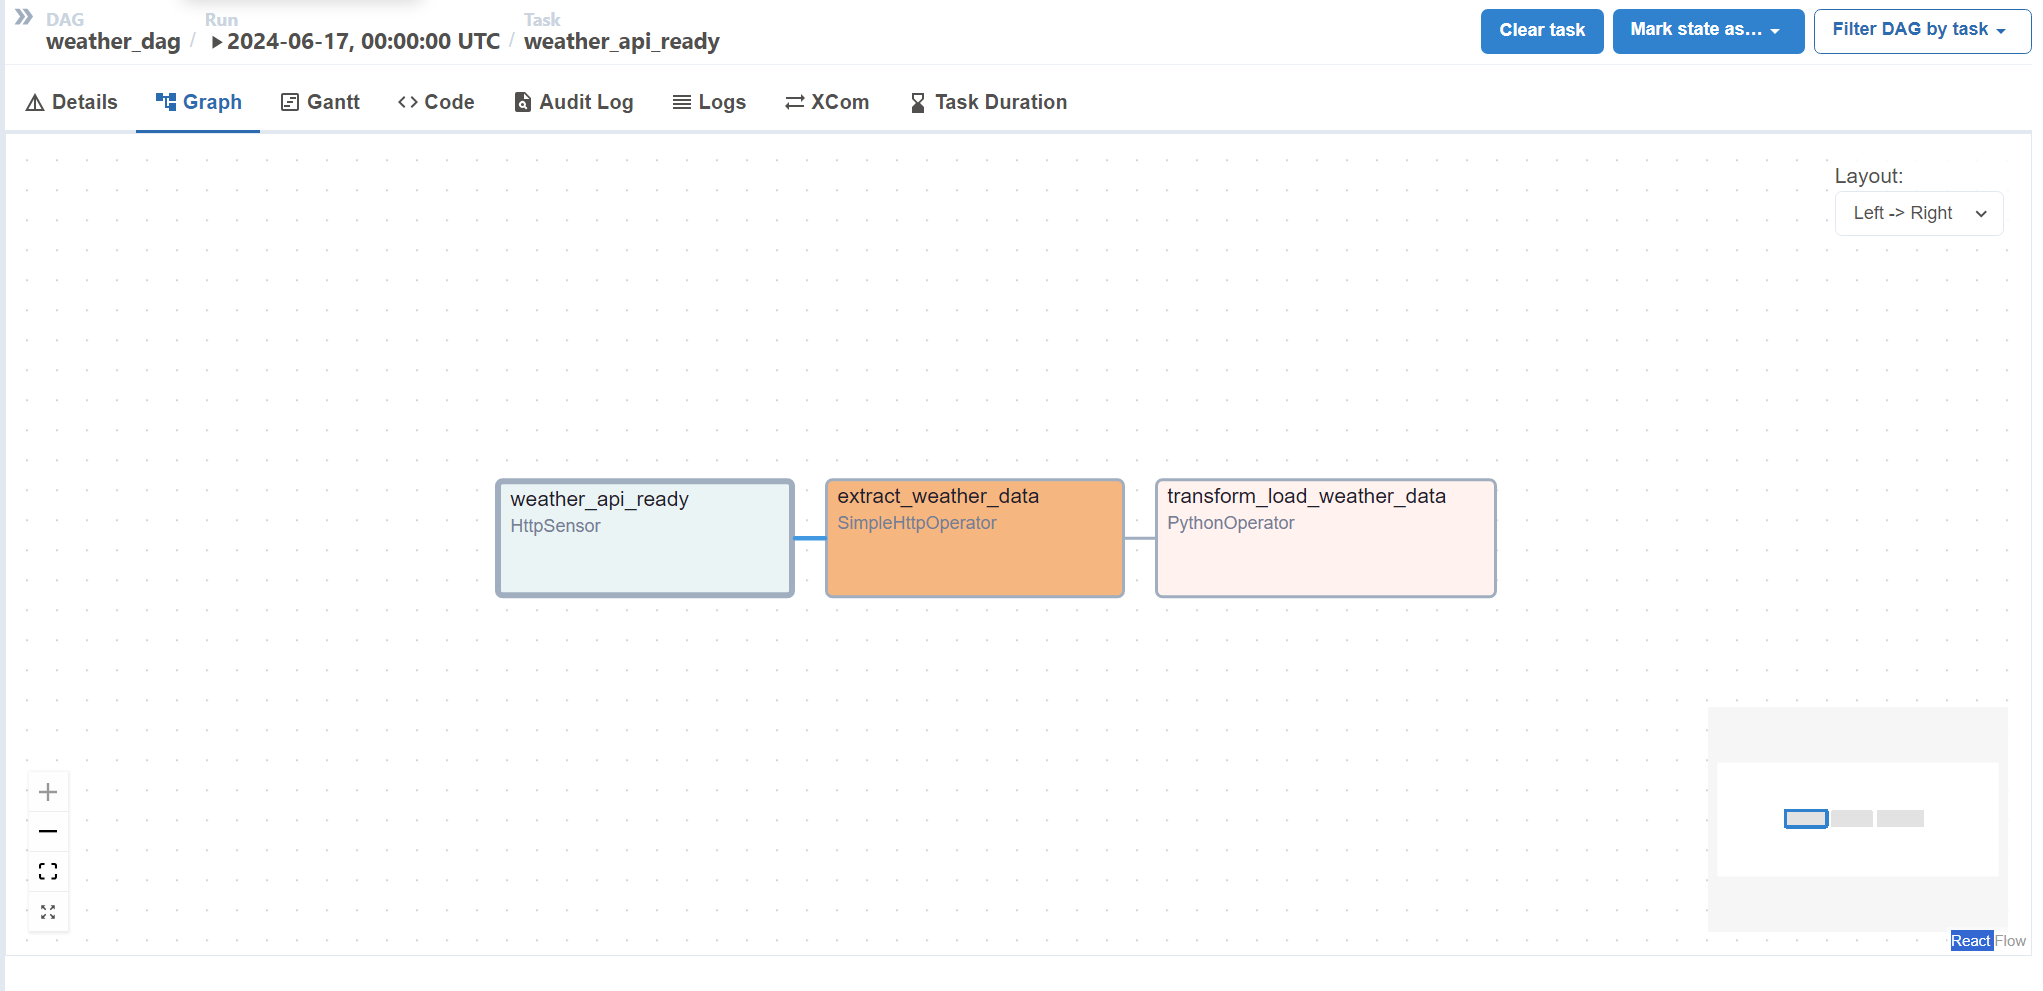 DAG
weather_dag
/
Run
2024-06-17, 00:00:00 UTC
/
Task
weather_api_ready
Clear task
Mark state as...
Filter DAG by task
Details
Graph
Gantt
Code
Audit Log
Logs
XCom
Task Duration
Layout:
Left -> Right
weather_api_ready
HttpSensor
extract_weather_data
SimpleHttpOperator
transform_load_weather_data
PythonOperator
React Flow